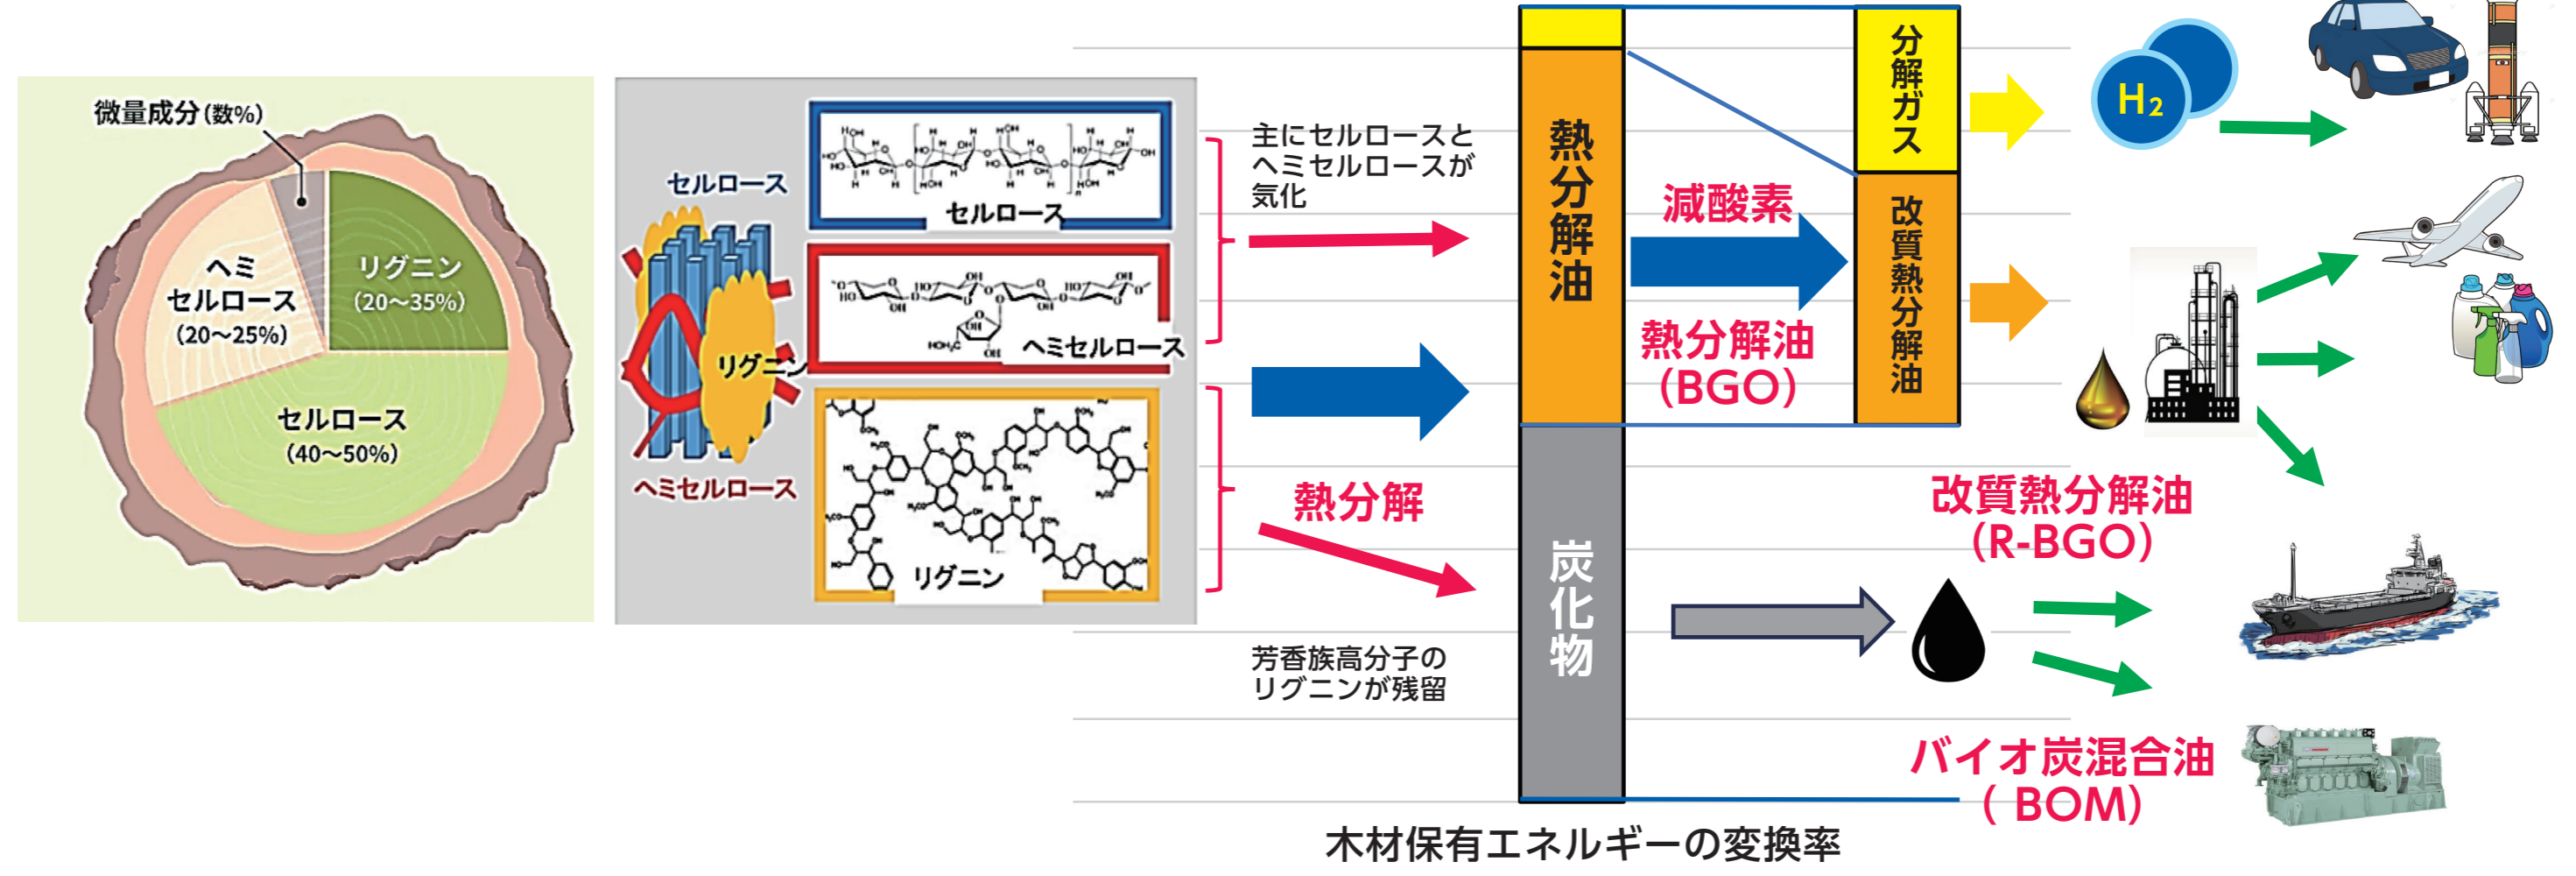 微量成分(数%)
ヘミ
セルロース
(20〜25%)
リグニン
(20〜35%)
セルロース
(40〜50%)
セルロース
リグニン
ヘミセルロース
セルロース
ヘミセルロース
リグニン
主にセルロースと
ヘミセルロースが
気化
熱分解
芳香族高分子の
リグニンが残留
熱分解油
炭化物
減酸素
熱分解油
(BGO)
分解ガス
改質熱分解油
H2
改質熱分解油
(R-BGO)
バイオ炭混合油
( BOM)
木材保有エネルギーの変換率